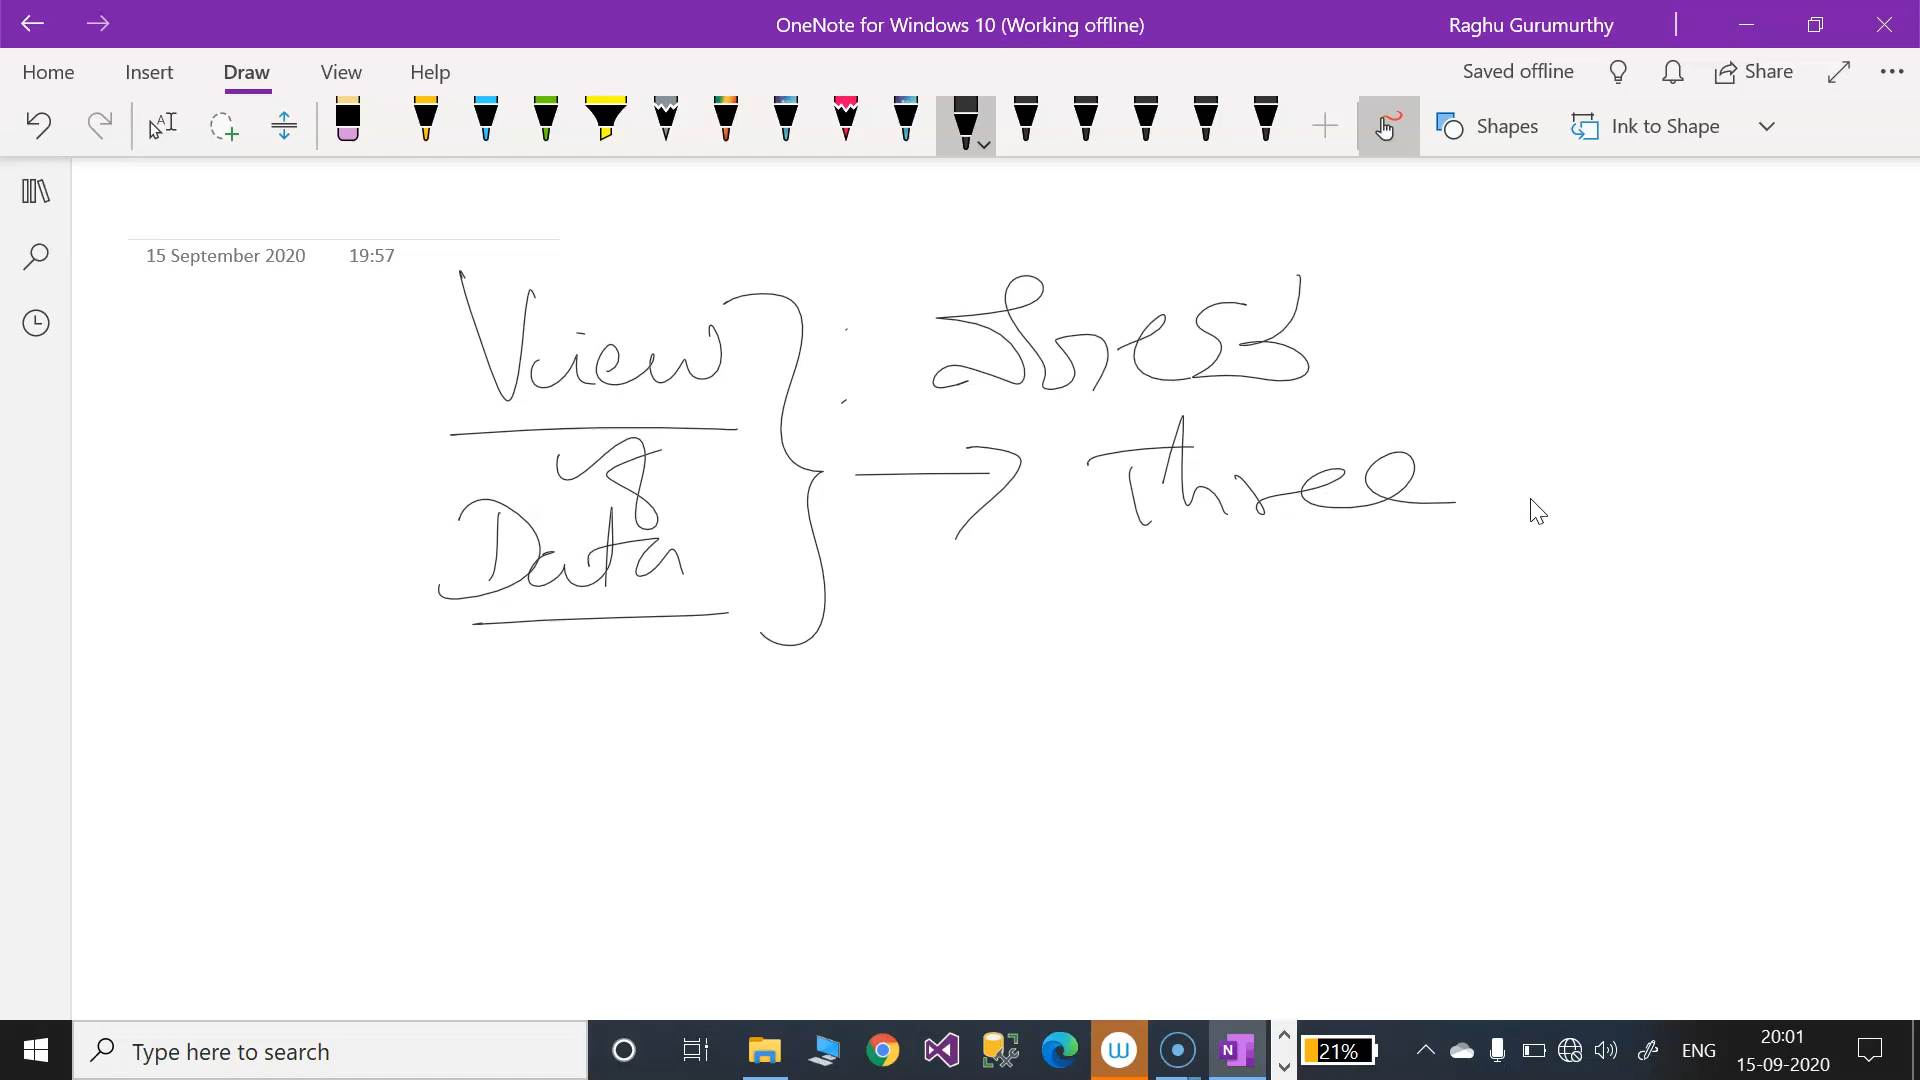 OneNote for Windows 10 (Working offline)
Raghu Gurumurthy
Home Insert Draw View Help
Saved offline
Share
Shapes
Ink to Shape
15 September 2020 19:57
View
of
Data
Three
Type here to search
21%
ENG
20:01
15-09-2020